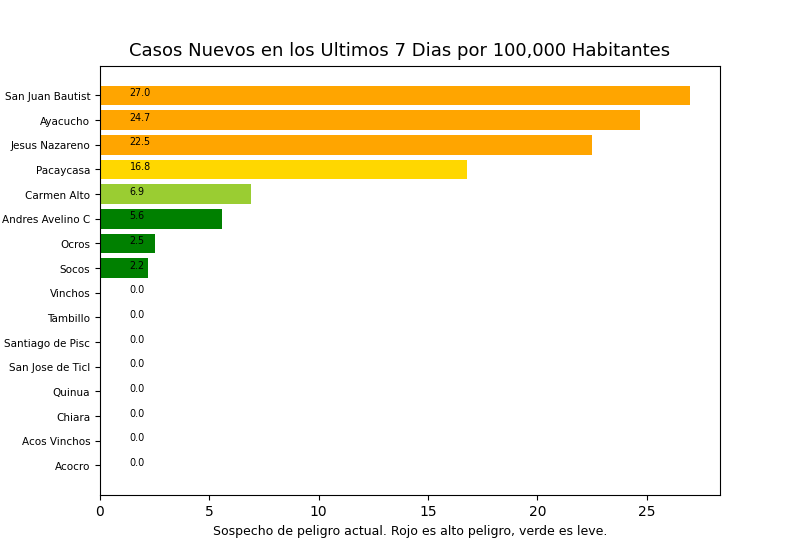 Casos Nuevos en los Ultimos 7 Dias por 100,000 Habitantes
San Juan Bautist 27.0
Ayacucho 24.7
Jesus Nazareno 22.5
Pacaycasa 16.8
Carmen Alto 6.9
Andres Avelino C 5.6
Ocros 2.5
Socos 2.2
Vinchos 0.0
Tambillo 0.0
Santiago de Pisc 0.0
San Jose de Ticl 0.0
Quinua 0.0
Chiara 0.0
Acos Vinchos 0.0
Acocro 0.0
0 5 10 15 20 25
Sospecho de peligro actual. Rojo es alto peligro, verde es leve.